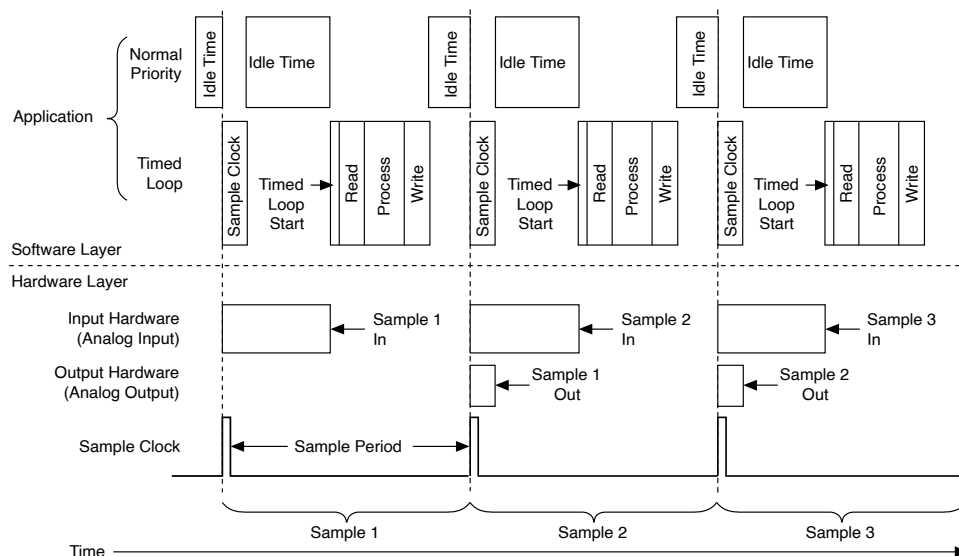 Normal
Priority
Idle Time
Idle Time
Idle Time
Idle Time
Idle Time
Idle Time
Application
Timed
Loop
Sample Clock
Timed
Loop
Start
Read
Process
Write
Sample Clock
Timed
Loop
Start
Read
Process
Write
Sample Clock
Timed
Loop
Start
Read
Process
Write
Software Layer
Hardware Layer
Input Hardware
(Analog Input)
Sample 1
In
Sample 2
In
Sample 3
In
Output Hardware
(Analog Output)
Sample 1
Out
Sample 2
Out
Sample Clock
Sample Period
Sample 1
Sample 2
Sample 3
Time